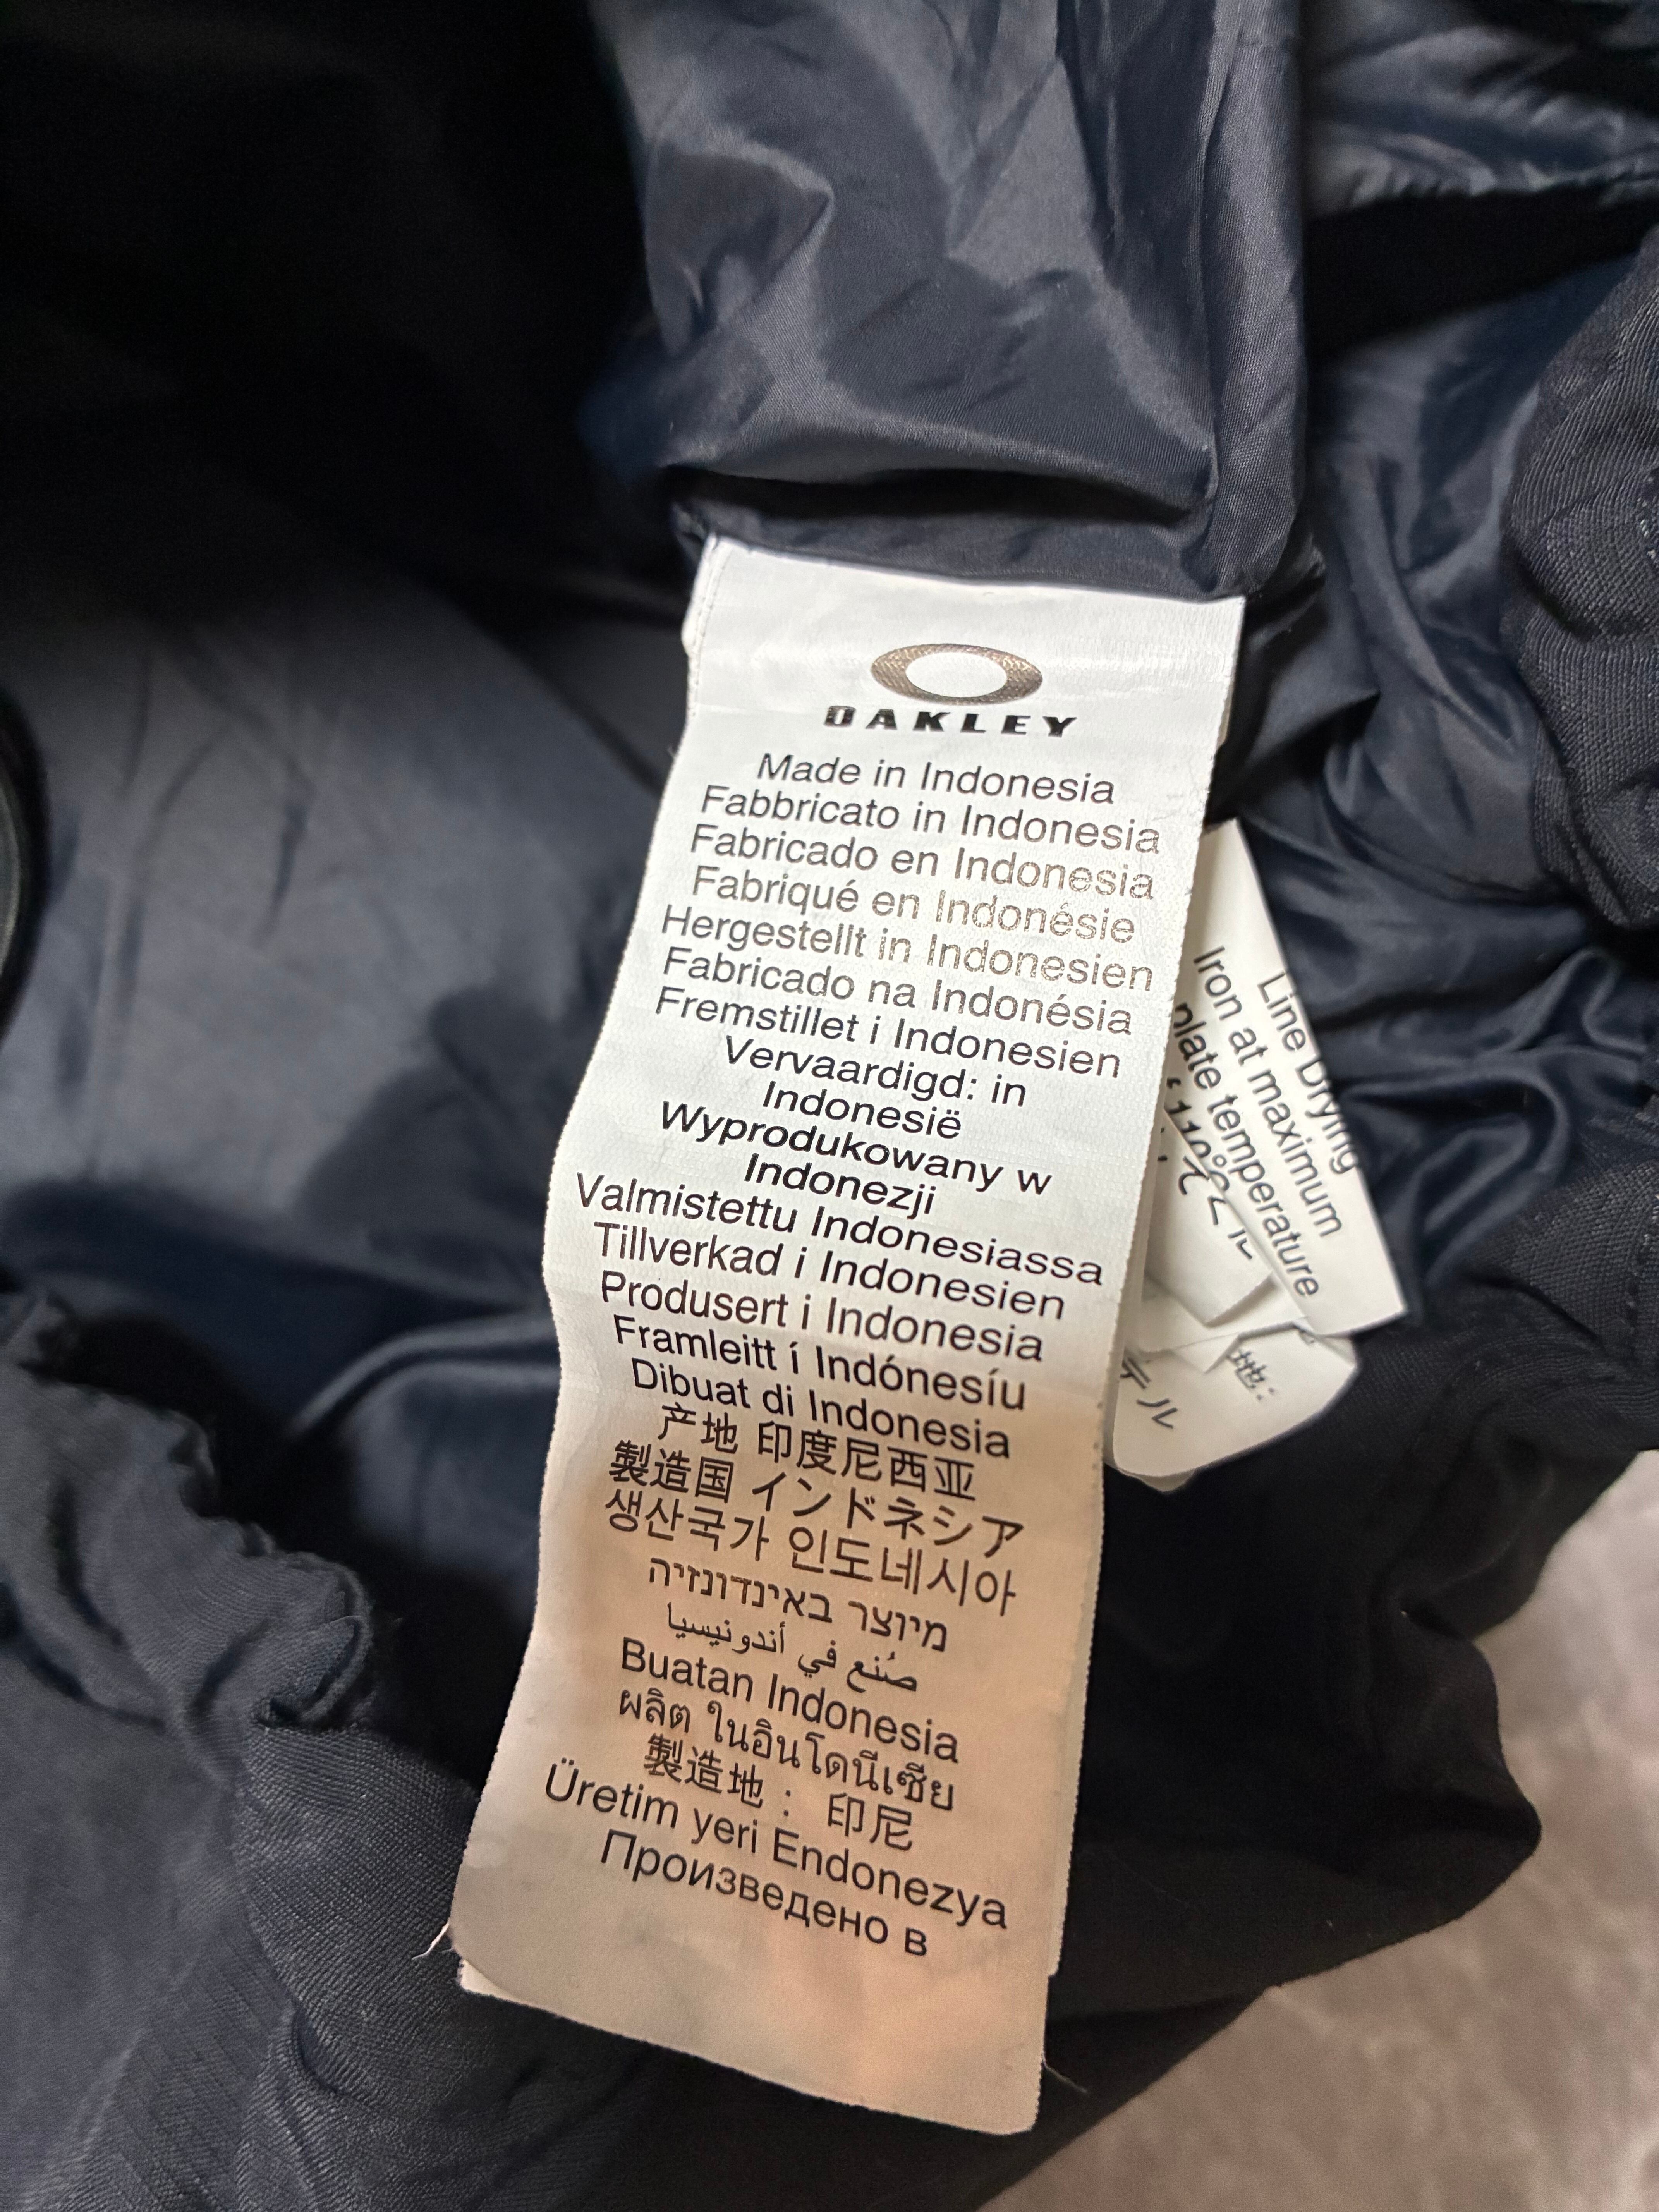 OAKLEY
Made in Indonesia
Fabbricato in Indonesia
Fabricado en Indonesia
Fabriqué en Indonésie
Hergestellt in Indonesien
Fabricado na Indonésia
Fremstillet i Indonesien
Vervaardigd: in
Indonesië
Wyprodukowany w
Indonezji
Valmistettu Indonesiassa
Tillverkad i Indonesien
Produsert i Indonesia
Framleitt í Indónesíu
Dibuat di Indonesia
产地 印度尼西亚
製造国 インドネシア
생산국가 인도네시아
מיוצר באינדונזיה
صُنع في أندونيسيا
Buatan Indonesia
ผลิต ในอินโดนีเซีย
製造地： 印尼
Üretim yeri Endonezya
Произведено в
Line Drying
Iron at maximum
plate temperature
110°C
テル
地: